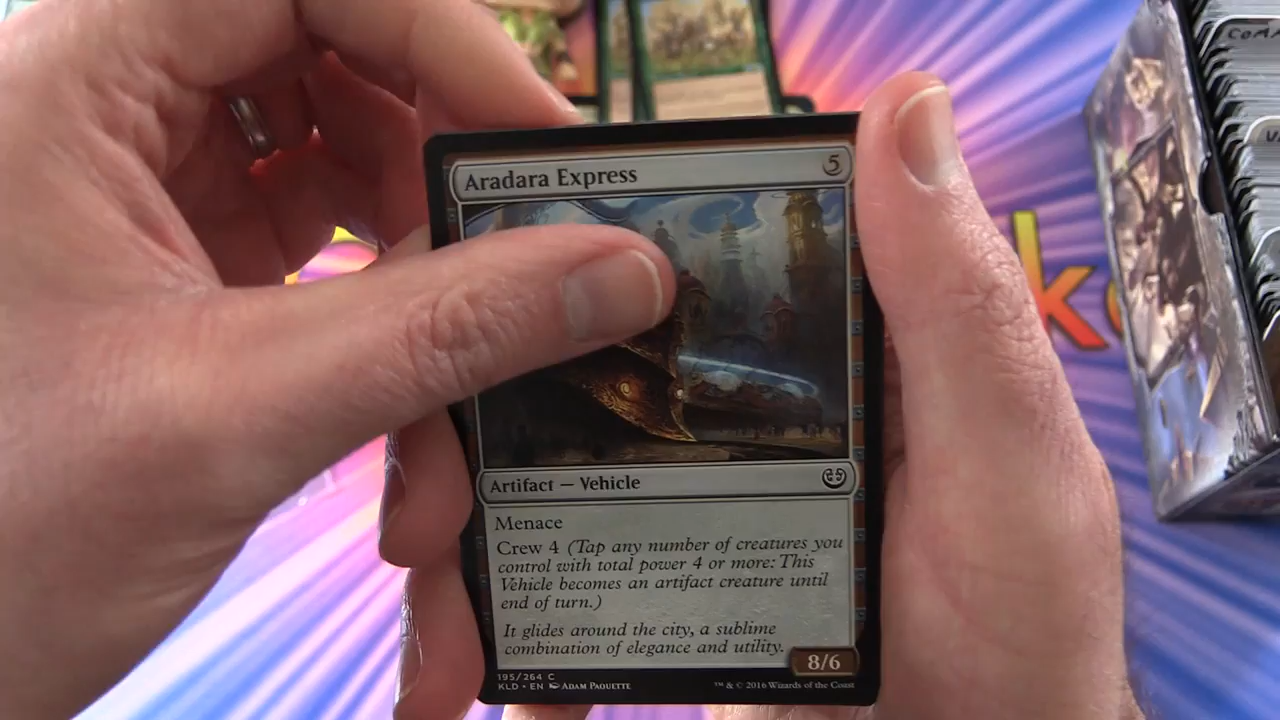 Aradara Express 5
Artifact — Vehicle
Menace
Crew 4 (Tap any number of creatures you
control with total power 4 or more: This
Vehicle becomes an artifact creature until
end of turn.)
It glides around the city, a sublime
combination of elegance and utility.
8/6
195/264 C
KLD • EN Adam Paquette
™ & © 2016 Wizards of the Coast